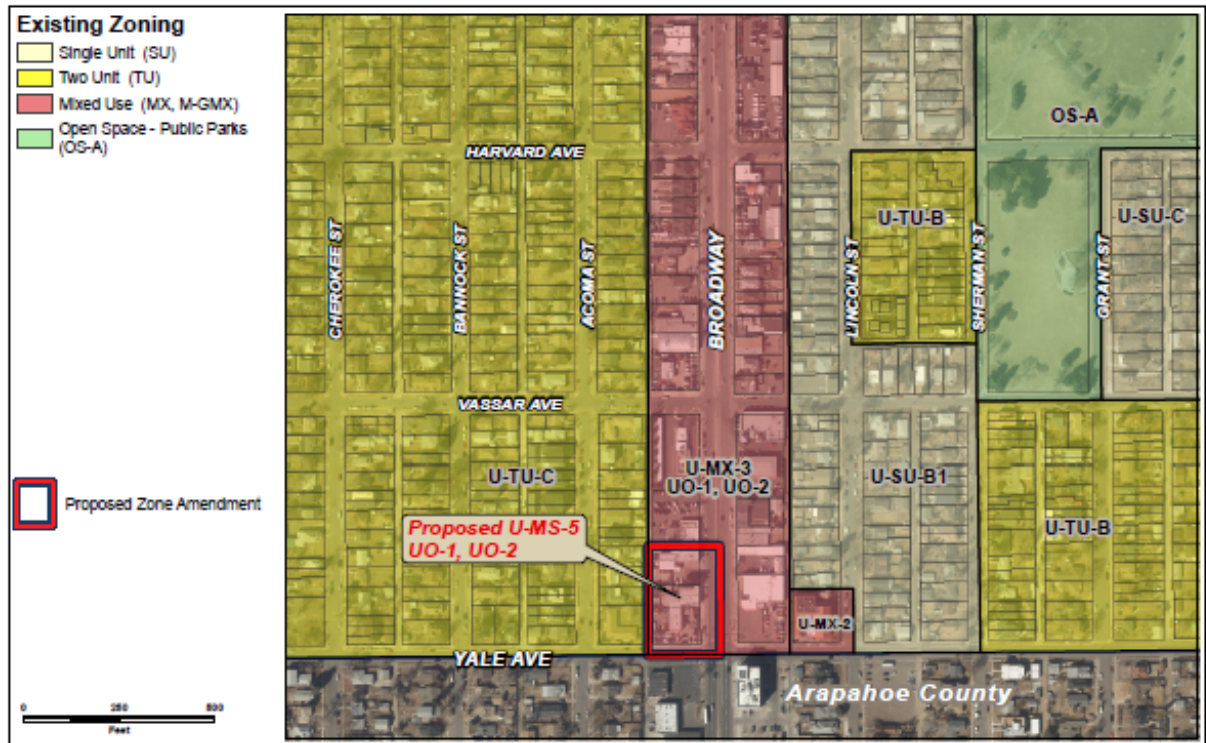 Existing Zoning
Single Unit (SU)
Two Unit (TU)
Mixed Use (MX, M-GMX)
Open Space - Public Parks
(OS-A)
Proposed Zone Amendment
0 250 500
Feet
OS-A
HARVARD AVE
U-TU-B
U-SU-C
CHEROKEE ST
BANNOCK ST
ACOMA ST
BROADWAY
LINCOLN ST
SHERMAN ST
GRANT ST
VASSAR AVE
U-TU-C
U-MX-3
UO-1, UO-2
U-SU-B1
U-TU-B
Proposed U-MS-5
UO-1, UO-2
U-MX-2
YALE AVE
Arapahoe County